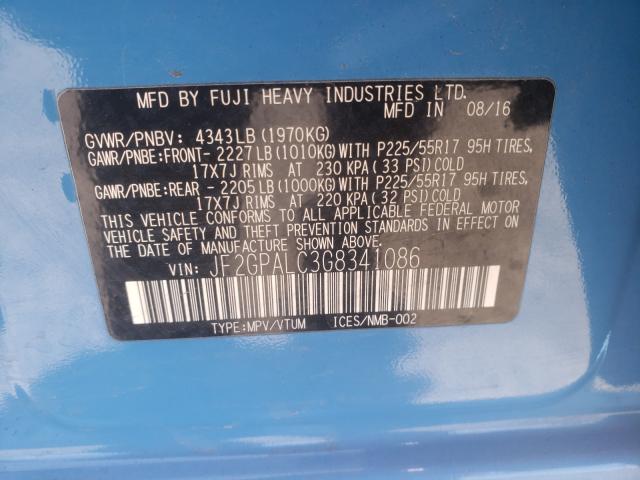 MFD BY FUJI HEAVY INDUSTRIES LTD.
MFD IN 08/16
GVWR/PNBV: 4343LB (1970KG)
GAWR/PNBE:FRONT- 2227LB (1010KG)WITH P225/55R17 95H TIRES,
17X7J RIMS AT 230 KPA (33 PSI)COLD
GAWR/PNBE:REAR - 2205LB (1000KG)WITH P225/55R17 95H TIRES,
17X7J RIMS AT 220 KPA (32 PSI)COLD
THIS VEHICLE CONFORMS TO ALL APPLICABLE FEDERAL MOTOR
VEHICLE SAFETY AND THEFT PREVENTION STANDARDS IN EFFECT ON
THE DATE OF MANUFACTURE SHOWN ABOVE.
VIN: JF2GPALC3G8341086
TYPE:MPV/VTUM ICES/NMB-002